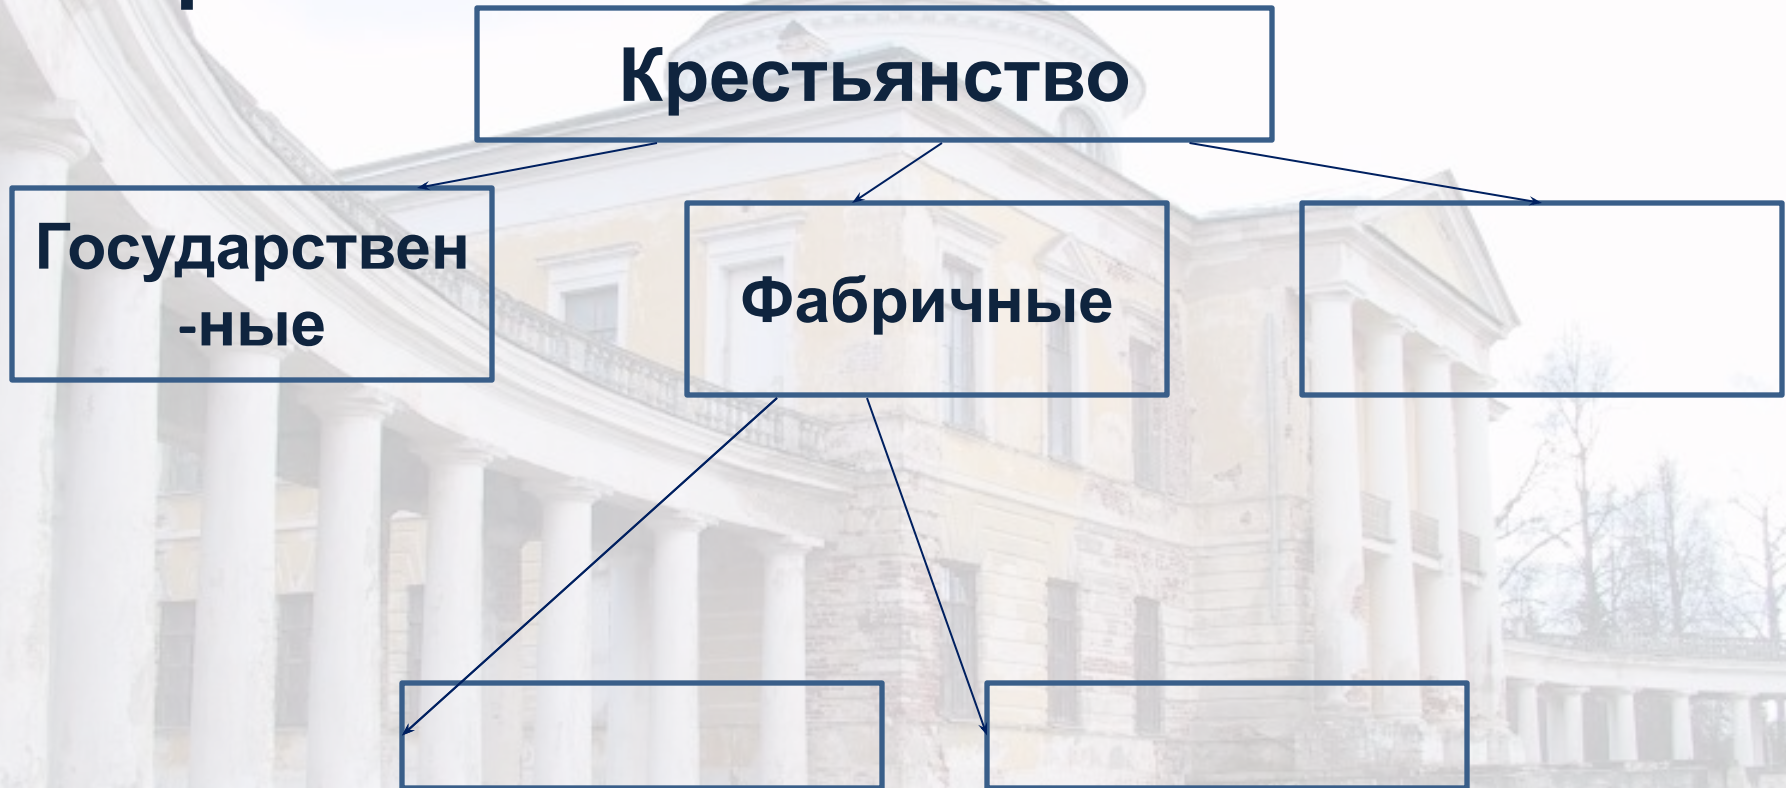 Крестьянство
Государствен
-ные
Фабричные